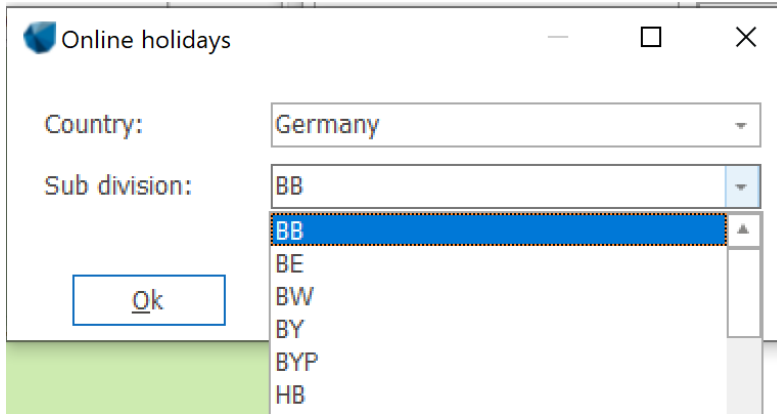 Online holidays
Country: Germany
Sub division: BB
BB
BE
Ok
BW
BY
BYP
HB